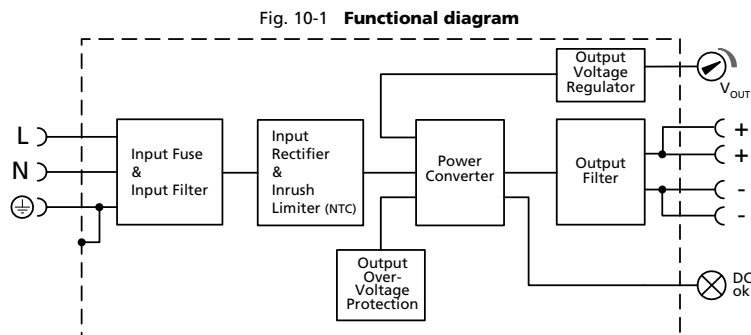 Fig. 10-1 Functional diagram
Output
Voltage
Regulator
VOUT
L
N
Input Fuse
&
Input Filter
Input
Rectifier
&
Inrush
Limiter (NTC)
Power
Converter
Output
Filter
+
+
-
-
Output
Over-
Voltage
Protection
DC
ok